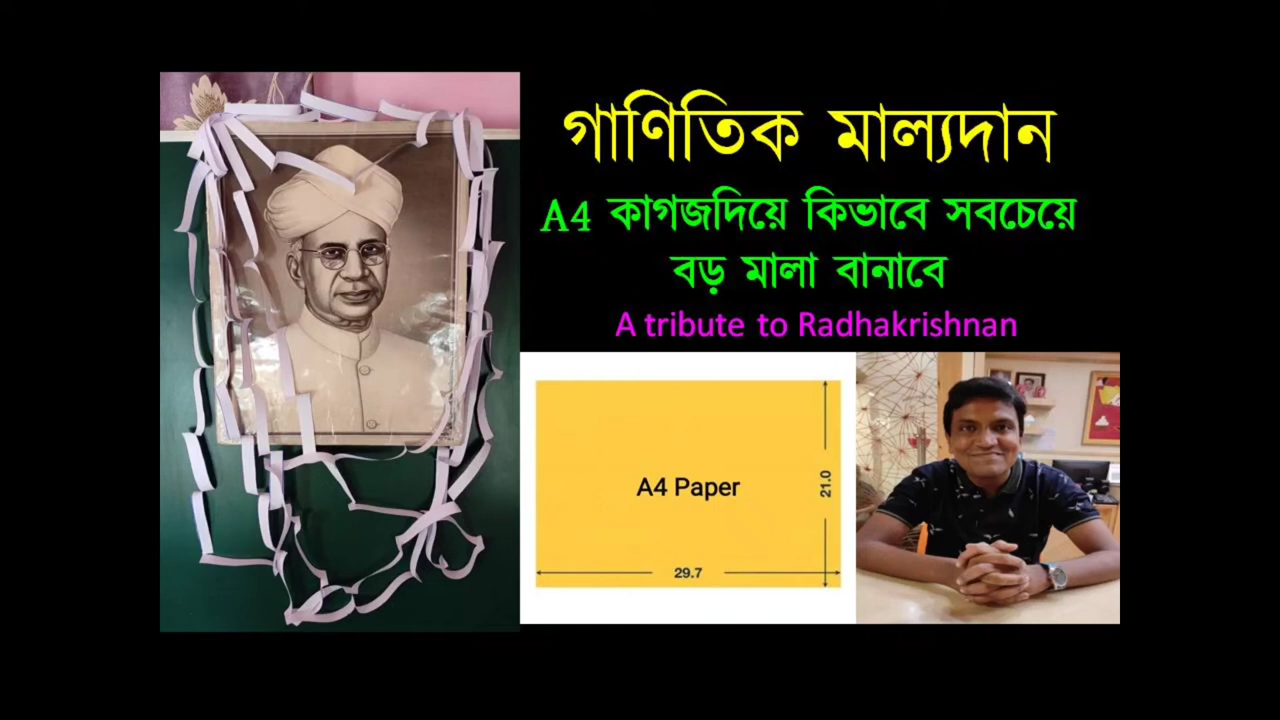 গাণিতিক মাল্যদান
A4 কাগজদিয়ে কিভাবে সবচেয়ে
বড় মালা বানাবে
A tribute to Radhakrishnan
A4 Paper
21.0
29.7